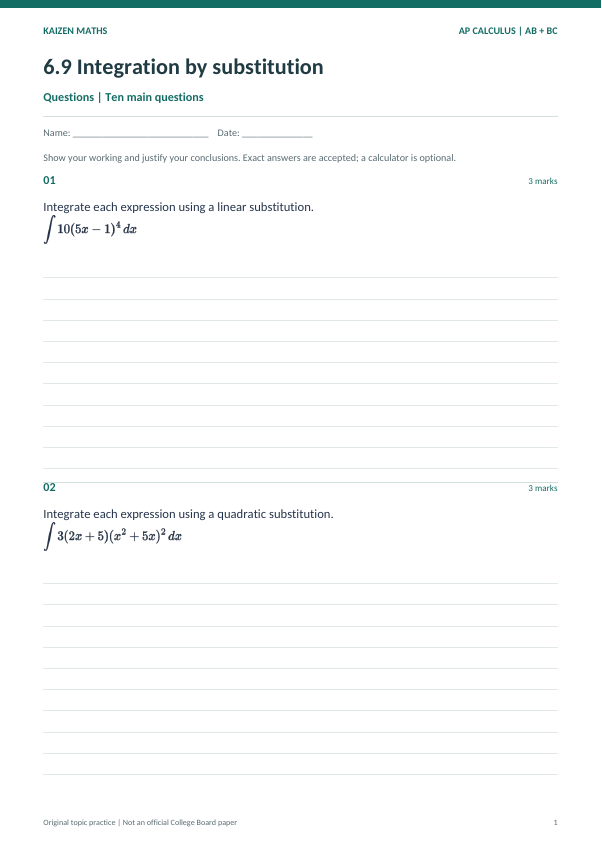 KAIZEN MATHS
AP CALCULUS | AB + BC
6.9 Integration by substitution
Questions | Ten main questions
Name: ____________________________ Date: ______________
Show your working and justify your conclusions. Exact answers are accepted; a calculator is optional.
01
3 marks
Integrate each expression using a linear substitution.
∫ 10(5x − 1)⁴ dx
02
3 marks
Integrate each expression using a quadratic substitution.
∫ 3(2x + 5)(x² + 5x)² dx
Original topic practice | Not an official College Board paper
1